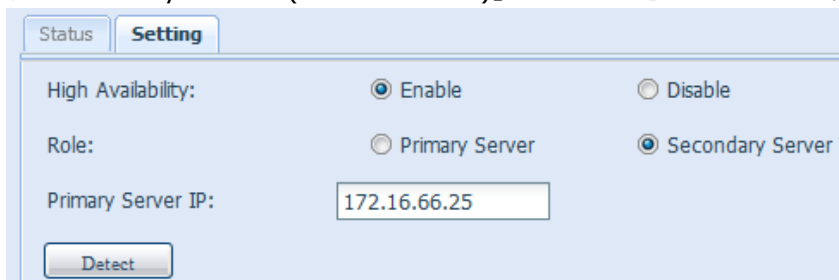 Status Setting
High Availability: Enable Disable
Role: Primary Server Secondary Server
Primary Server IP: 172.16.66.25
Detect